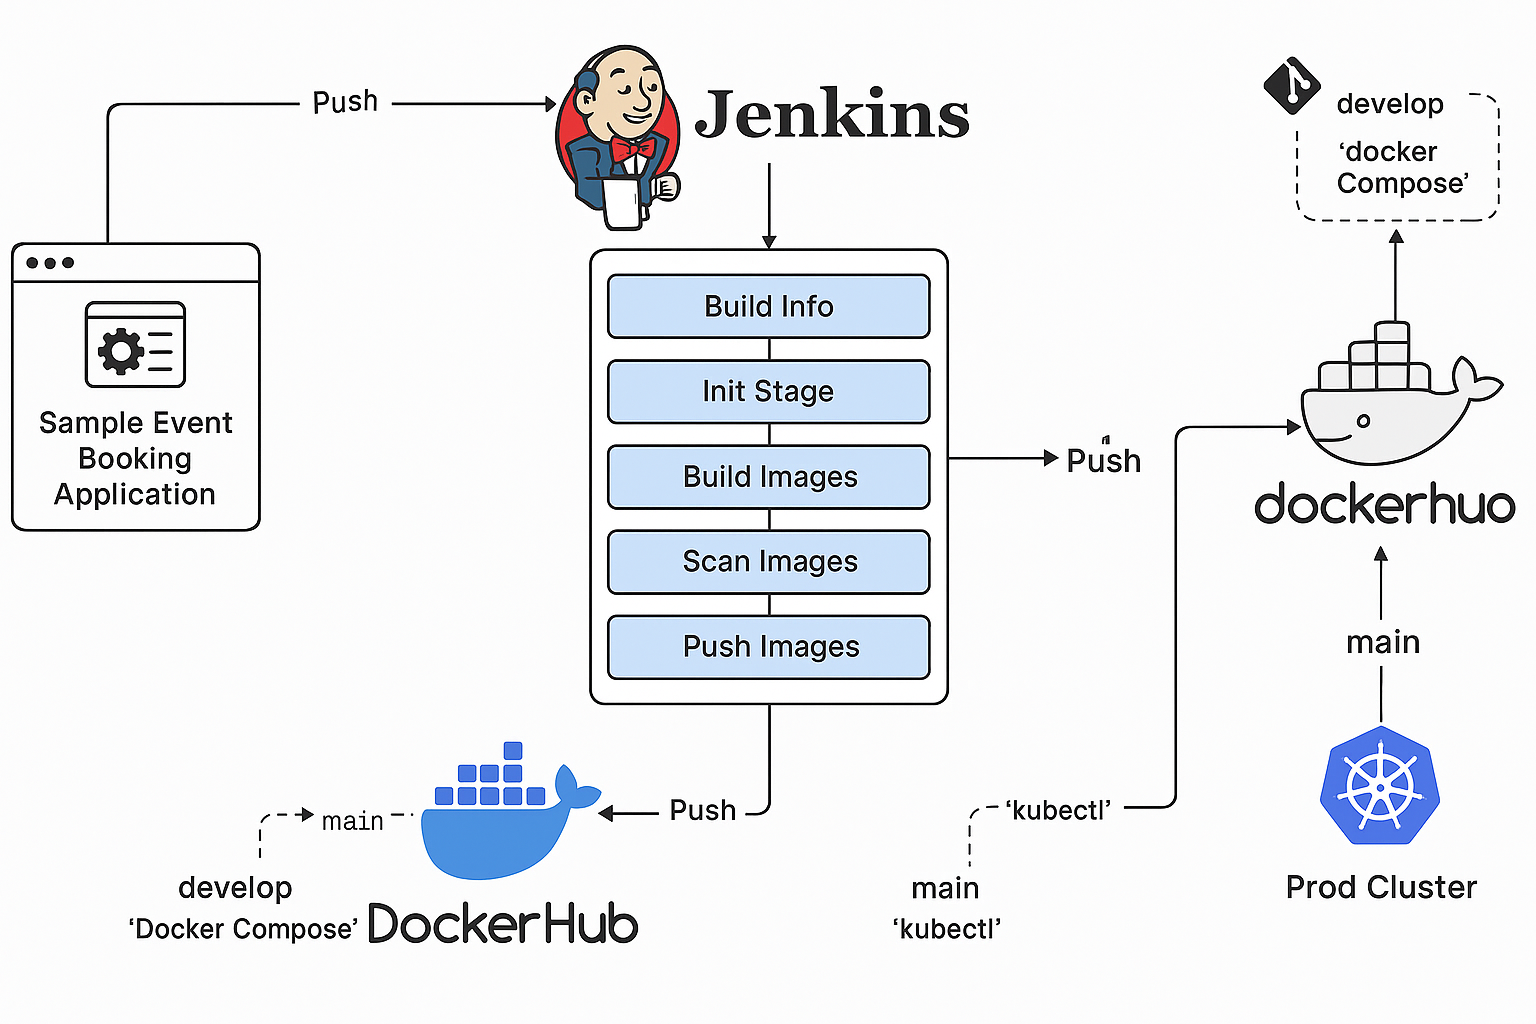 Push
Jenkins
develop
‘docker
Compose’
Sample Event
Booking
Application
Build Info
Init Stage
Build Images
Scan Images
Push Images
Push
dockerhuo
main
Prod Cluster
Push
main
develop
‘Docker Compose’
DockerHub
‘kubectl’
main
‘kubectl’